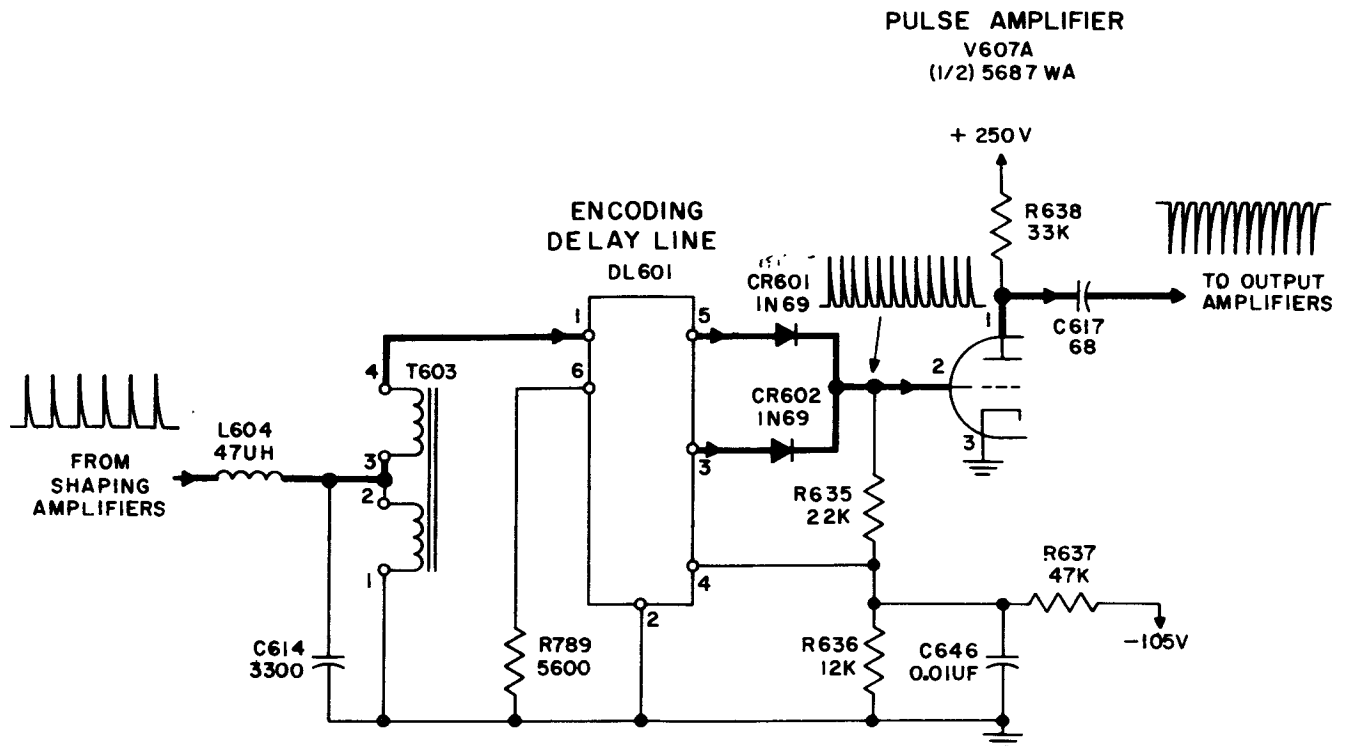 PULSE AMPLIFIER
V607A
(1/2) 5687 WA
+ 250V
R638
33K
ENCODING
DELAY LINE
DL601
CR601
1N69
TO OUTPUT
AMPLIFIERS
C617
68
1
5
1
4
T603
6
2
CR602
1N69
L604
47UH
3
3
3
FROM
SHAPING
AMPLIFIERS
2
R635
22K
R637
47K
1
4
2
-105V
C614
3300
R789
5600
R636
12K
C646
0.01UF